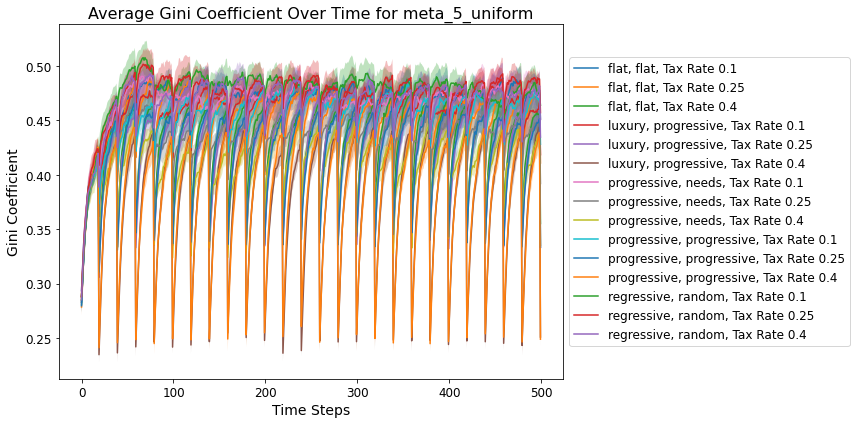 Average Gini Coefficient Over Time for meta_5_uniform
Gini Coefficient
0.50
0.45
0.40
0.35
0.30
0.25
0
100
200
300
400
500
Time Steps
flat, flat, Tax Rate 0.1
flat, flat, Tax Rate 0.25
flat, flat, Tax Rate 0.4
luxury, progressive, Tax Rate 0.1
luxury, progressive, Tax Rate 0.25
luxury, progressive, Tax Rate 0.4
progressive, needs, Tax Rate 0.1
progressive, needs, Tax Rate 0.25
progressive, needs, Tax Rate 0.4
progressive, progressive, Tax Rate 0.1
progressive, progressive, Tax Rate 0.25
progressive, progressive, Tax Rate 0.4
regressive, random, Tax Rate 0.1
regressive, random, Tax Rate 0.25
regressive, random, Tax Rate 0.4